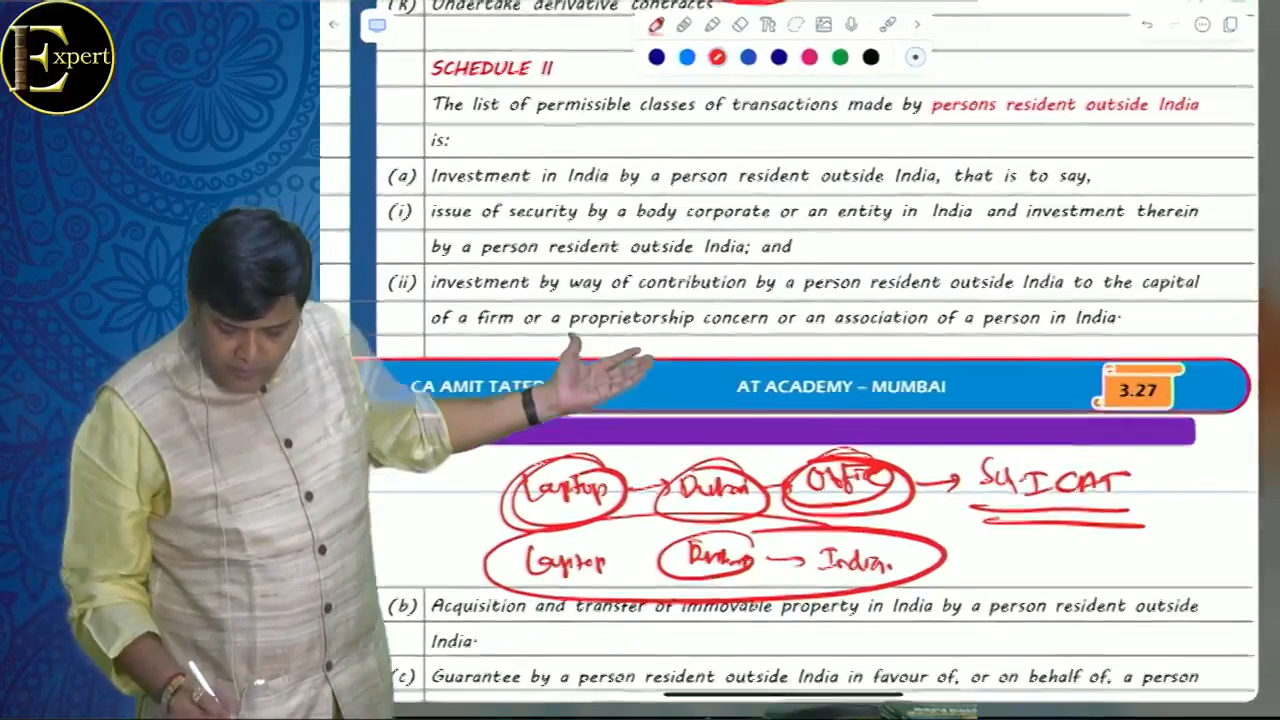 Expert
(k) Undertake derivative contracts
SCHEDULE II
The list of permissible classes of transactions made by persons resident outside India
is:
(a) Investment in India by a person resident outside India, that is to say,
(i) issue of security by a body corporate or an entity in India and investment therein
by a person resident outside India; and
(ii) investment by way of contribution by a person resident outside India to the capital
of a firm or a proprietorship concern or an association of a person in India.
CA AMIT TATED AT ACADEMY – MUMBAI 3.27
Laptop → Dubai → Office → Sch I CAT
Laptop Dubai → India.
(b) Acquisition and transfer of immovable property in India by a person resident outside
India.
(c) Guarantee by a person resident outside India in favour of, or on behalf of, a person